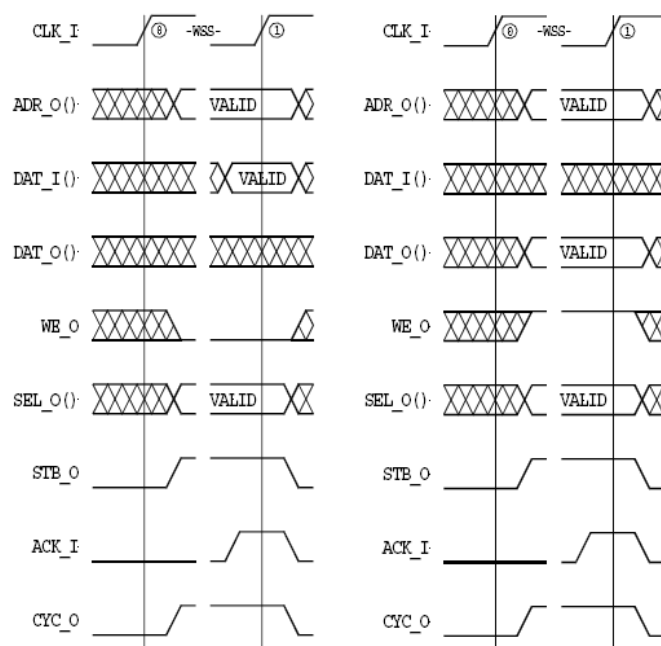 CLK_I ⓪ -WSS- ① CLK_I ⓪ -WSS- ①
ADR_O() VALID ADR_O() VALID
DAT_I() VALID DAT_I()
DAT_O() DAT_O() VALID
WE_O WE_O
SEL_O() VALID SEL_O() VALID
STB_O STB_O
ACK_I ACK_I
CYC_O CYC_O